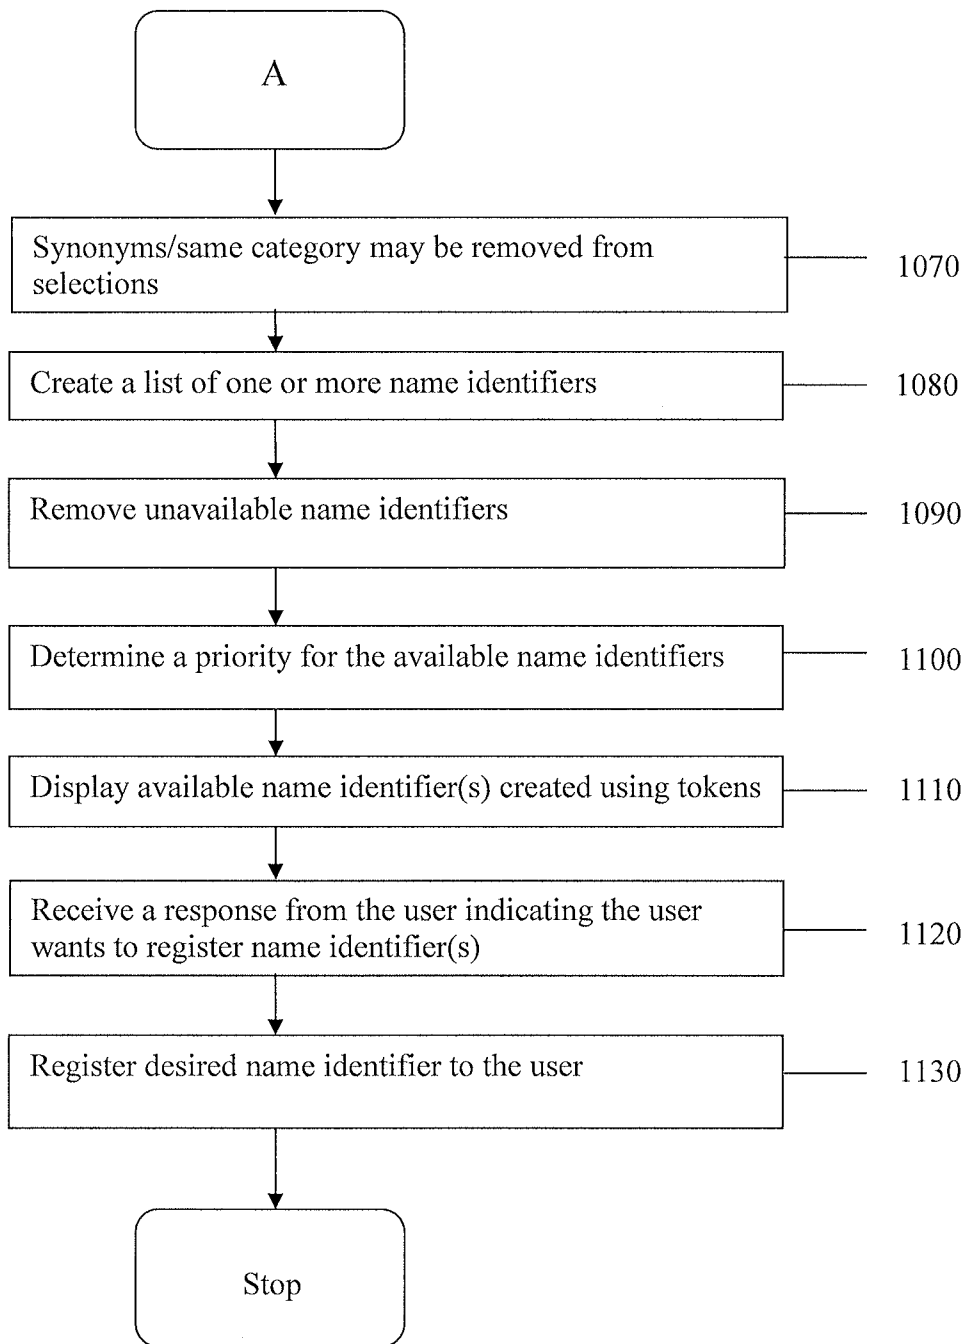 A
Synonyms/same category may be removed from
selections
1070
Create a list of one or more name identifiers
1080
Remove unavailable name identifiers
1090
Determine a priority for the available name identifiers
1100
Display available name identifier(s) created using tokens
1110
Receive a response from the user indicating the user
wants to register name identifier(s)
1120
Register desired name identifier to the user
1130
Stop